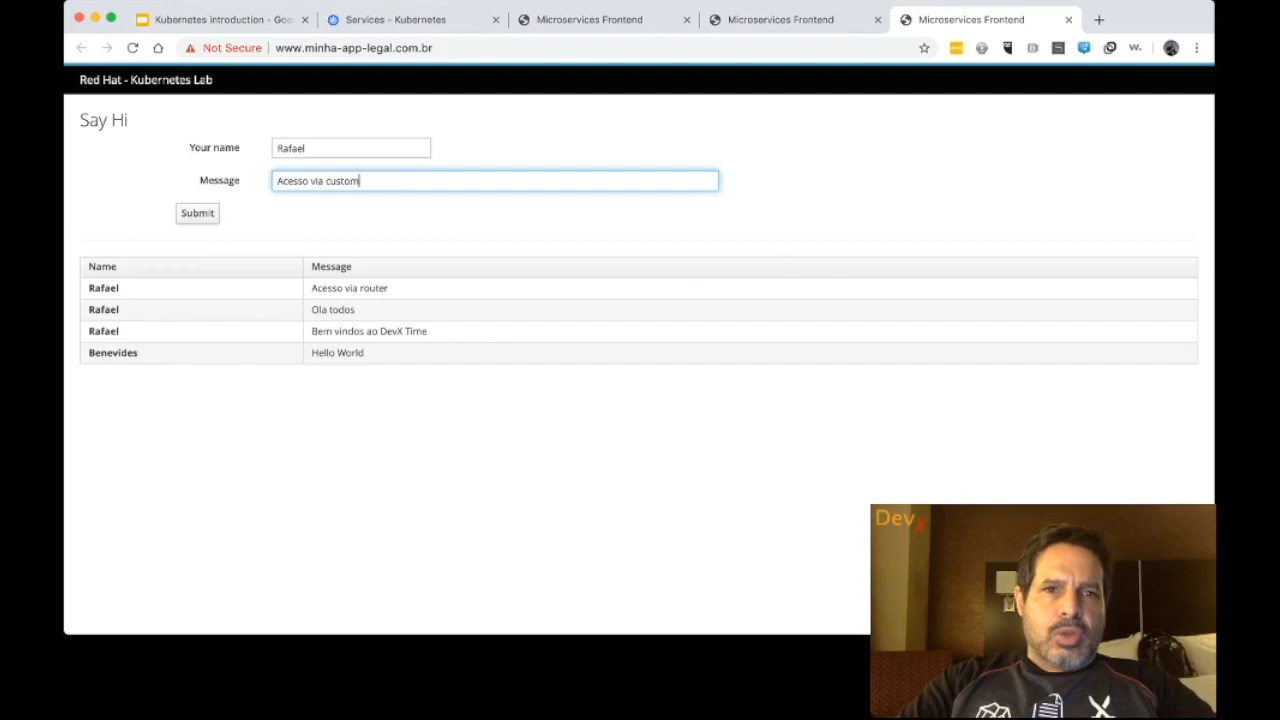 Kubernetes introduction - Goo
Services - Kubernetes
Microservices Frontend
Microservices Frontend
Microservices Frontend
Not Secure
www.minha-app-legal.com.br
w.
Red Hat - Kubernetes Lab
Say Hi
Your name
Rafael
Message
Acesso via custom
Submit
Name Message
Rafael Acesso via router
Rafael Ola todos
Rafael Bem vindos ao DevX Time
Benevides Hello World
DevX